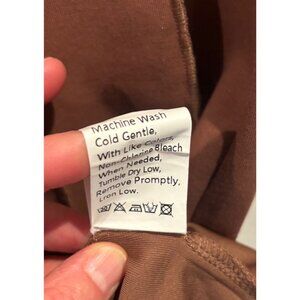 Machine Wash
Cold Gentle,
With Like Colors,
Non-Chlorine Bleach
When Needed,
Tumble Dry Low,
Remove Promptly,
Iron Low.